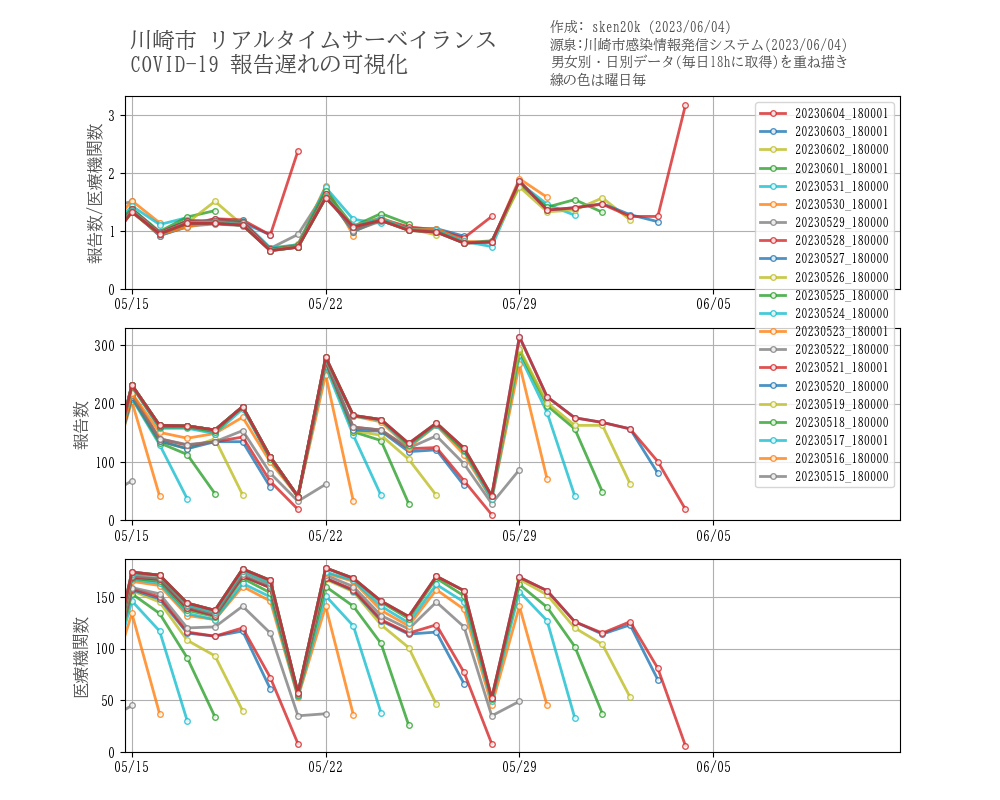 川崎市 リアルタイムサーベイランス
COVID-19 報告遅れの可視化
作成: sken20k (2023/06/04)
源泉:川崎市感染情報発信システム(2023/06/04)
男女別・日別データ(毎日18hに取得)を重ね描き
線の色は曜日毎
報告数/医療機関数
3
2
1
0
05/15 05/22 05/29 06/05
20230604_180001
20230603_180001
20230602_180000
20230601_180001
20230531_180000
20230530_180001
20230529_180000
20230528_180000
20230527_180000
20230526_180000
20230525_180000
20230524_180000
20230523_180001
20230522_180000
20230521_180001
20230520_180000
20230519_180000
20230518_180000
20230517_180001
20230516_180000
20230515_180000
報告数
300
200
100
0
05/15 05/22 05/29 06/05
医療機関数
150
100
50
0
05/15 05/22 05/29 06/05